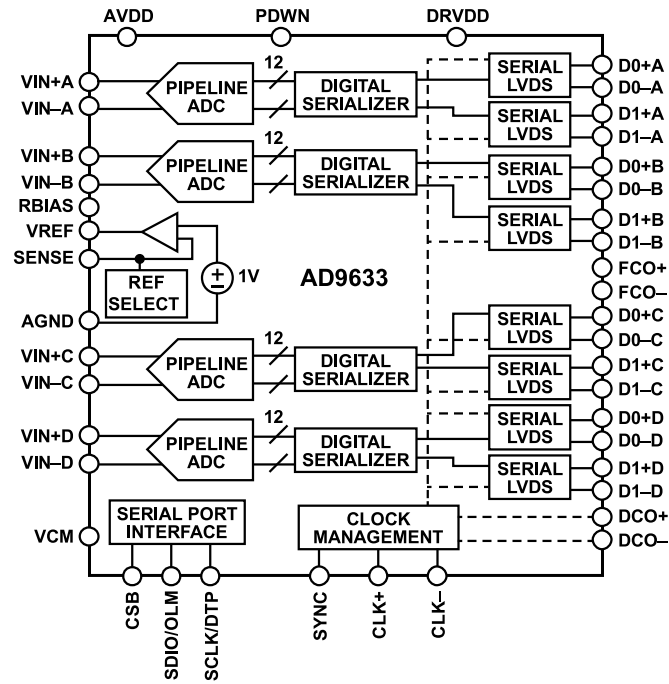 AVDD
PDWN
DRVDD
VIN+A
VIN–A
PIPELINE
ADC
12
DIGITAL
SERIALIZER
SERIAL
LVDS
D0+A
D0–A
SERIAL
LVDS
D1+A
D1–A
VIN+B
VIN–B
PIPELINE
ADC
12
DIGITAL
SERIALIZER
SERIAL
LVDS
D0+B
D0–B
SERIAL
LVDS
D1+B
D1–B
RBIAS
VREF
SENSE
REF
SELECT
1V
AGND
AD9633
FCO+
FCO–
VIN+C
VIN–C
PIPELINE
ADC
12
DIGITAL
SERIALIZER
SERIAL
LVDS
D0+C
D0–C
SERIAL
LVDS
D1+C
D1–C
VIN+D
VIN–D
PIPELINE
ADC
12
DIGITAL
SERIALIZER
SERIAL
LVDS
D0+D
D0–D
SERIAL
LVDS
D1+D
D1–D
VCM
SERIAL PORT
INTERFACE
CLOCK
MANAGEMENT
DCO+
DCO–
CSB
SDIO/OLM
SCLK/DTP
SYNC
CLK+
CLK–